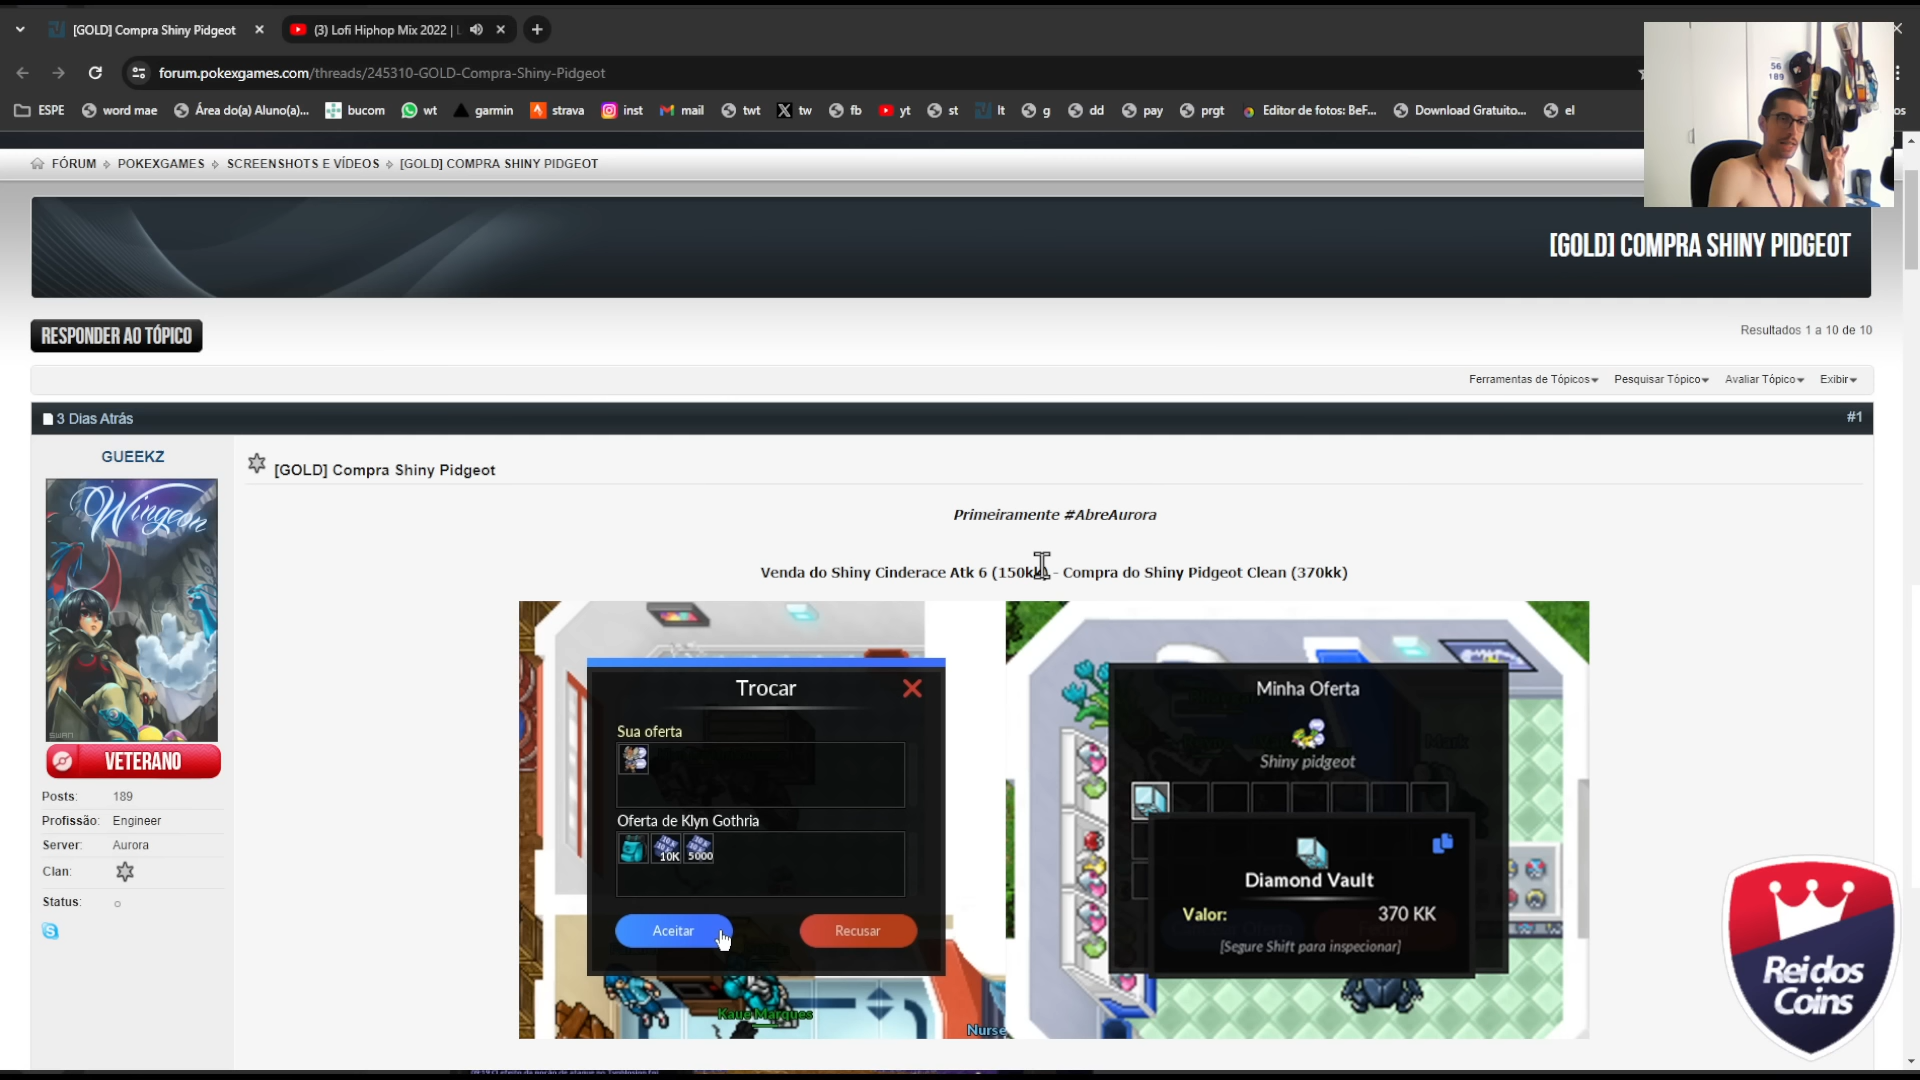 [GOLD] Compra Shiny Pidgeot
(3) Lofi Hiphop Mix 2022 |
forum.pokexgames.com/threads/245310-GOLD-Compra-Shiny-Pidgeot
ESPE word mae Área do(a) Aluno(a)... bucom wt garmin strava inst mail twt tw fb yt st lt g dd pay prgt Editor de fotos: BeF... Download Gratuito... el
FÓRUM POKEXGAMES SCREENSHOTS E VÍDEOS [GOLD] COMPRA SHINY PIDGEOT
56
189
[GOLD] COMPRA SHINY PIDGEOT
RESPONDER AO TÓPICO
Resultados 1 a 10 de 10
Ferramentas de Tópicos Pesquisar Tópico Avaliar Tópico Exibir
3 Dias Atrás
#1
GUEEKZ
Wingeon
SWAN
VETERANO
Posts: 189
Profissão: Engineer
Server: Aurora
Clan:
Status:
[GOLD] Compra Shiny Pidgeot
Primeiramente #AbreAurora
Venda do Shiny Cinderace Atk 6 (150kk) - Compra do Shiny Pidgeot Clean (370kk)
Trocar
Sua oferta
Oferta de Klyn Gothria
10K 5000
Aceitar
Recusar
Kaue Marques
Nurse
Minha Oferta
Shiny pidgeot
Diamond Vault
Valor: 370 KK
[Segure Shift para inspecionar]
Rei dos
Coins